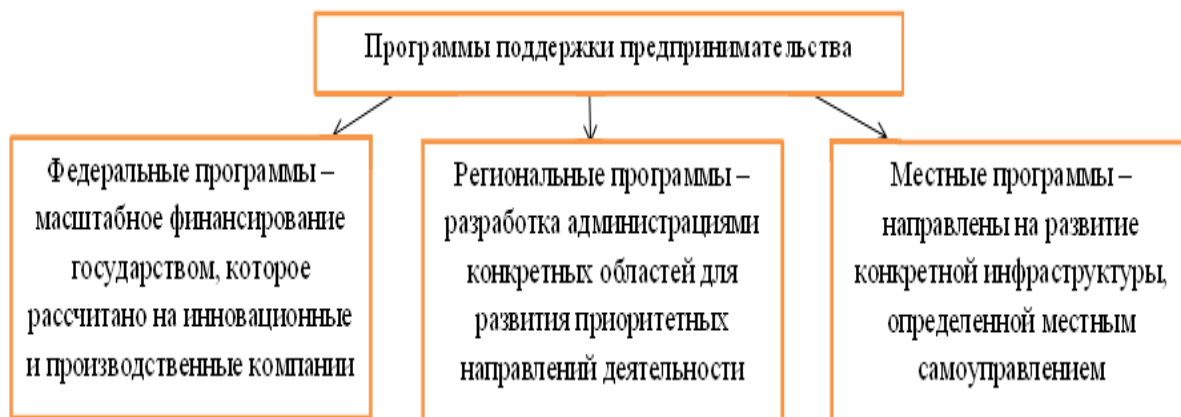 Программы поддержки предпринимательства
Федеральные программы –
масштабное финансирование
государством, которое
рассчитано на инновационные
и производственные компании
Региональные программы –
разработка администрациями
конкретных областей для
развития приоритетных
направлений деятельности
Местные программы –
направлены на развитие
конкретной инфраструктуры,
определенной местным
самоуправлением